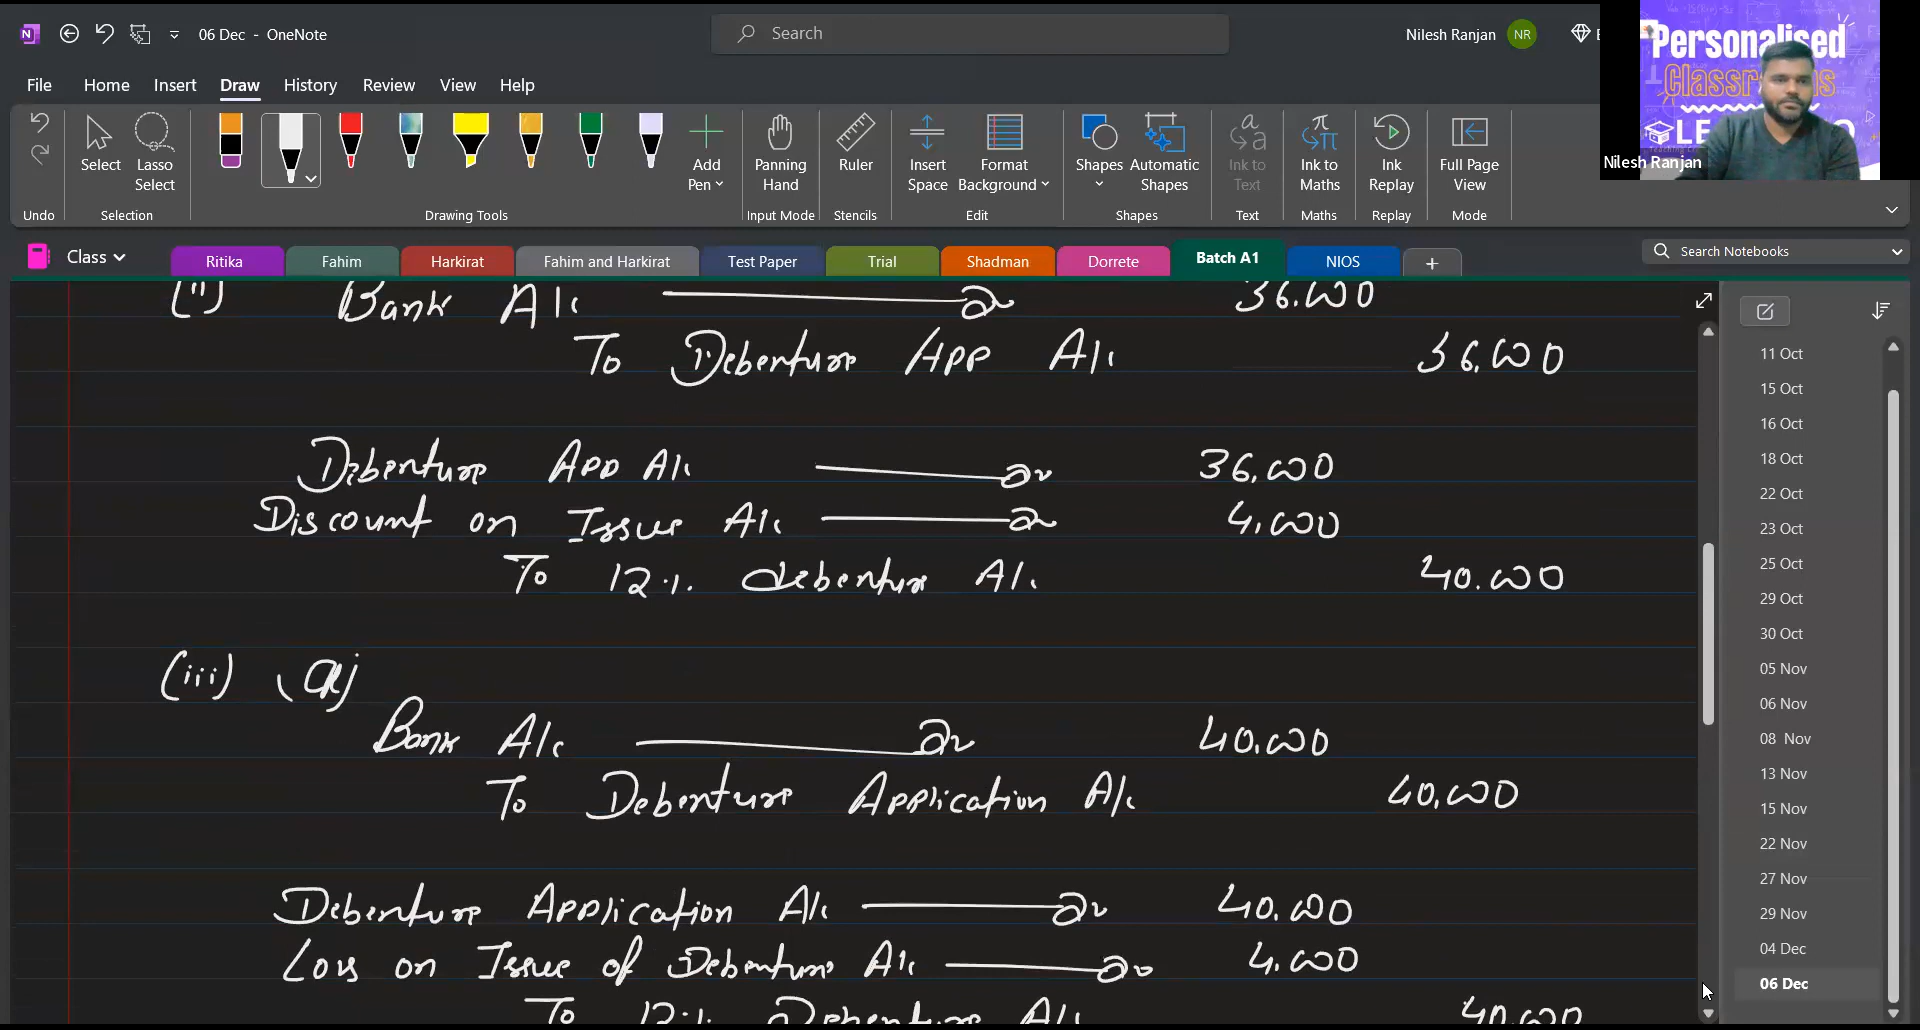 06 Dec - OneNote
Search
Nilesh Ranjan NR
File Home Insert Draw History Review View Help
Select
Lasso Select
Add Pen
Panning Hand
Ruler
Insert Space
Format Background
Shapes
Automatic Shapes
Ink to Text
Ink to Maths
Ink Replay
Full Page View
Undo Selection Drawing Tools Input Mode Stencils Edit Shapes Text Maths Replay Mode
Personalised
Classrooms
Nilesh Ranjan
Class
Ritika Fahim Harkirat Fahim and Harkirat Test Paper Trial Shadman Dorrete Batch A1 NIOS +
Search Notebooks
(ii) Bank A/c Dr 36,000
To Debenture App A/c 36,000
Debenture App A/c Dr 36,000
Discount on Issue A/c Dr 4,000
To 12% debenture A/c 40,000
(iii)
Bank A/c Dr 40,000
To Debenture Application A/c 40,000
Debenture Application A/c Dr 40,000
Loss on Issue of Debenture A/c Dr 4,000
To 12% Debenture A/c 40,000
11 Oct
15 Oct
16 Oct
18 Oct
22 Oct
23 Oct
25 Oct
29 Oct
30 Oct
05 Nov
06 Nov
08 Nov
13 Nov
15 Nov
22 Nov
27 Nov
29 Nov
04 Dec
06 Dec